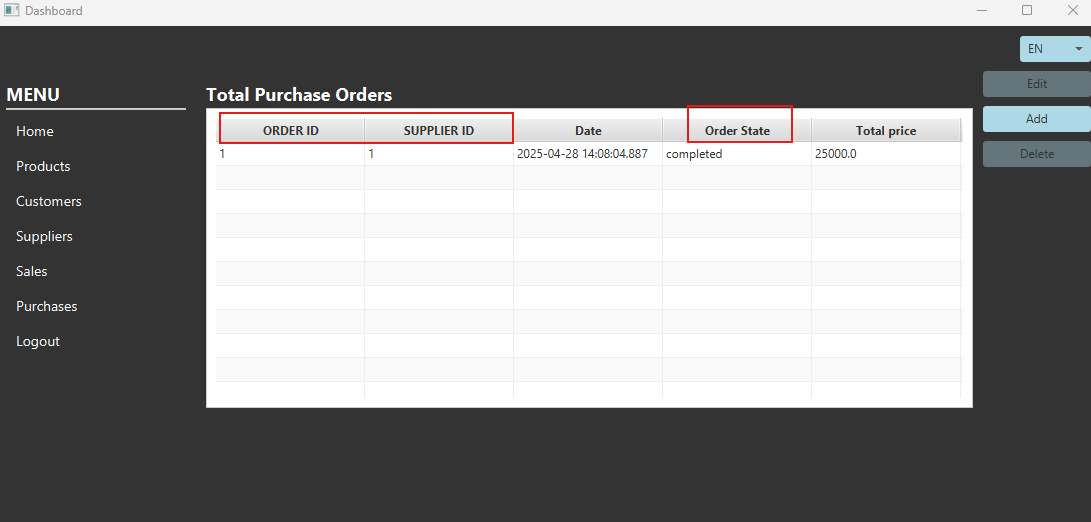 Dashboard
EN
Edit
Add
Delete
MENU
Home
Products
Customers
Suppliers
Sales
Purchases
Logout
Total Purchase Orders
ORDER ID SUPPLIER ID Date Order State Total price
1 1 2025-04-28 14:08:04.887 completed 25000.0